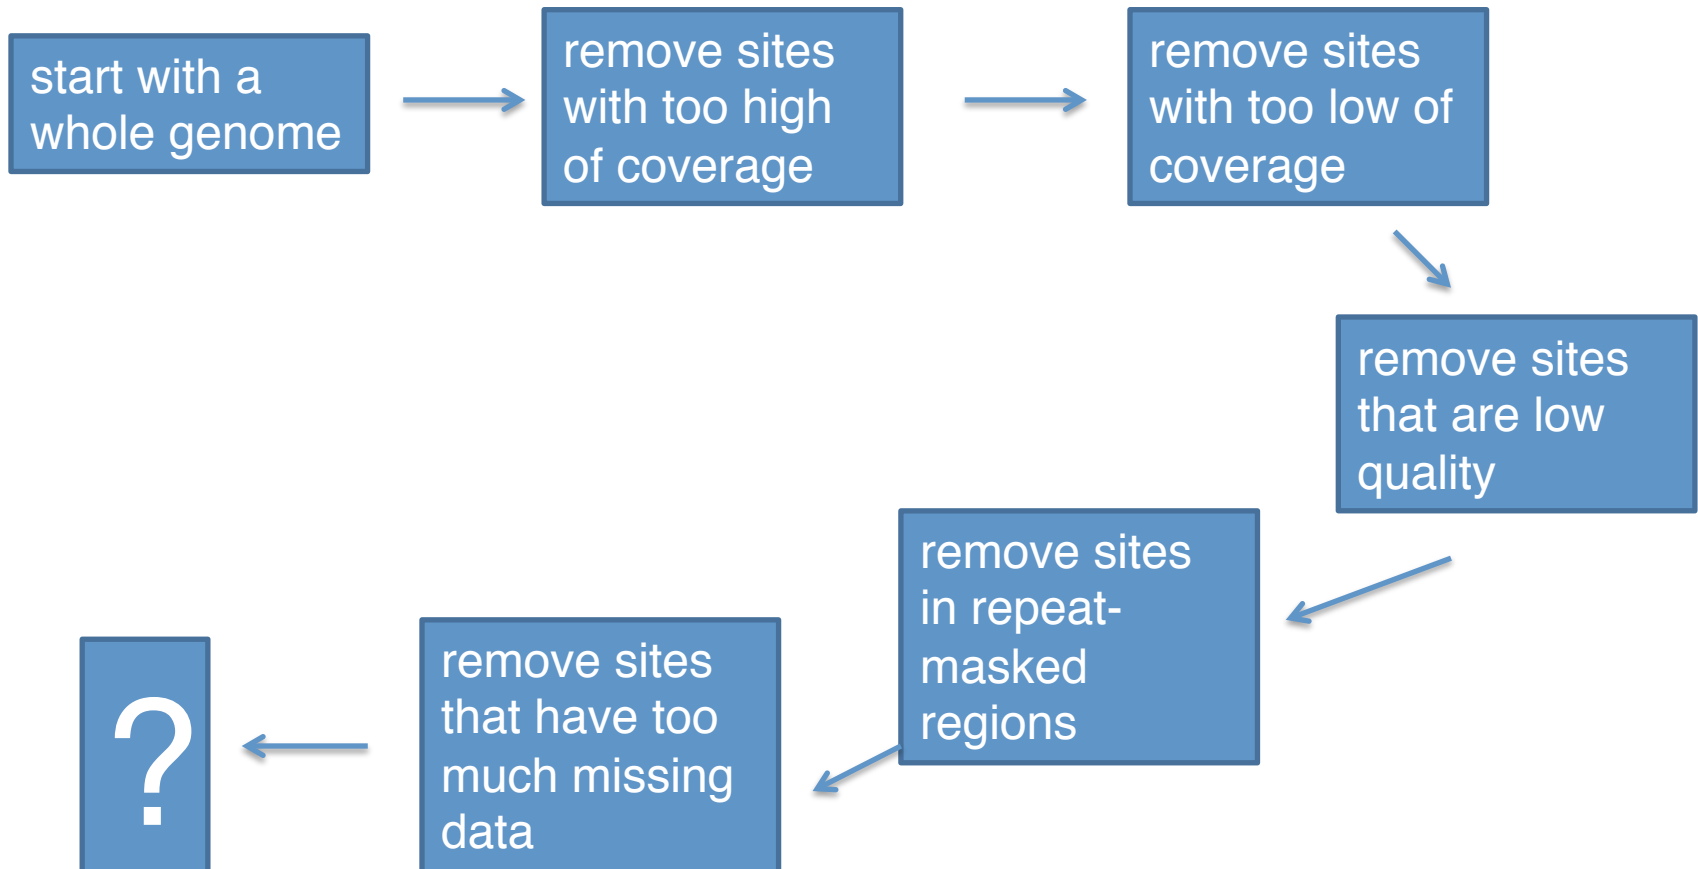 start with a
whole genome
remove sites
with too high
of coverage
remove sites
with too low of
coverage
remove sites
that are low
quality
remove sites
in repeat-
masked
regions
remove sites
that have too
much missing
data
?